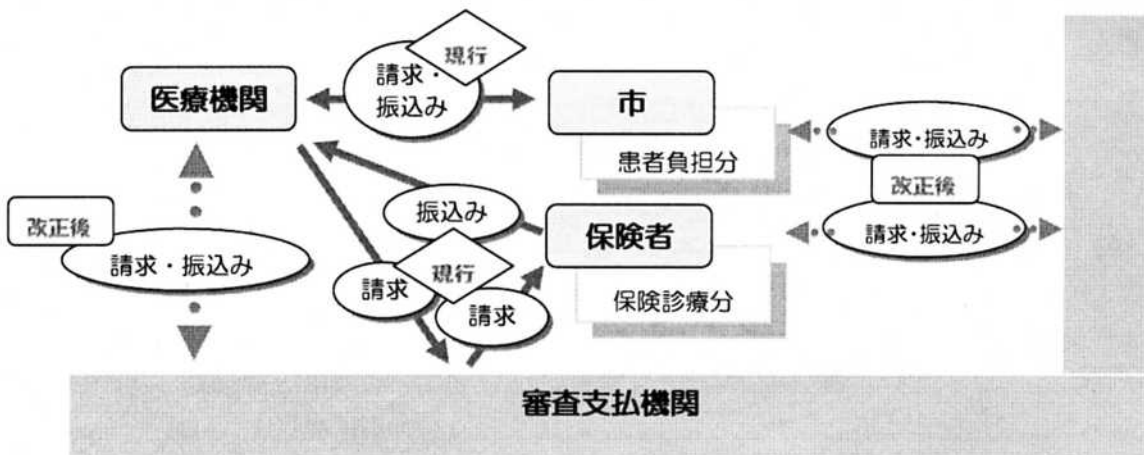 現行
請求・
振込み
医療機関
市
患者負担分
請求・振込み
改正後
請求・振込み
改正後
請求・振込み
振込み
保険者
現行
請求
請求
保険診療分
審査支払機関